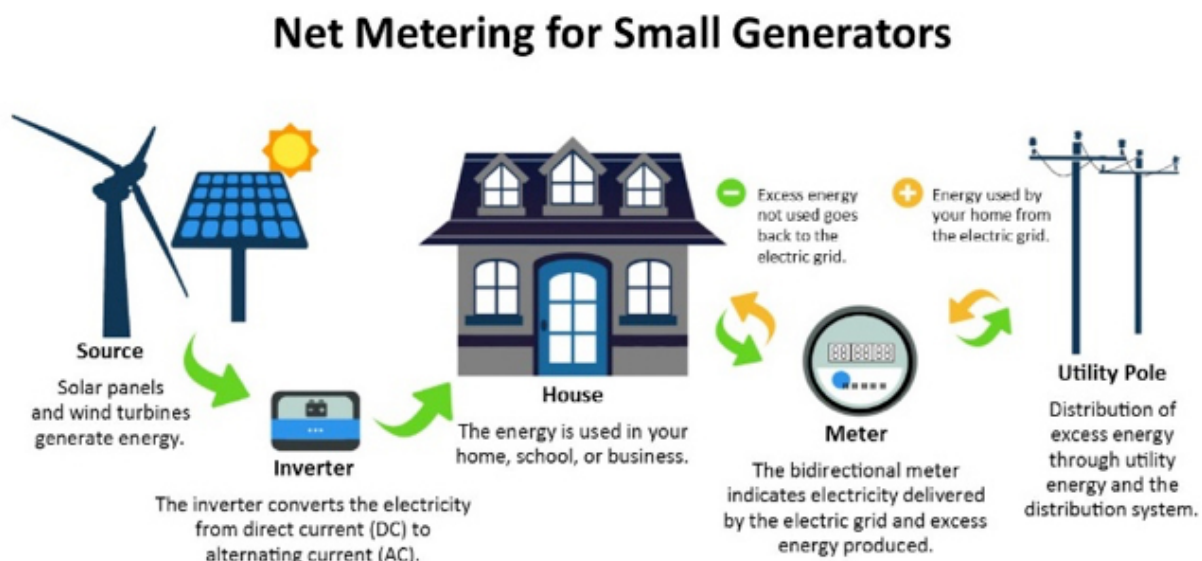 Net Metering for Small Generators
Source
Solar panels
and wind turbines
generate energy.
Inverter
The inverter converts the electricity
from direct current (DC) to
alternating current (AC).
House
The energy is used in your
home, school, or business.
Excess energy
not used goes
back to the
electric grid.
Energy used by
your home from
the electric grid.
Meter
The bidirectional meter
indicates electricity delivered
by the electric grid and excess
energy produced.
Utility Pole
Distribution of
excess energy
through utility
energy and the
distribution system.